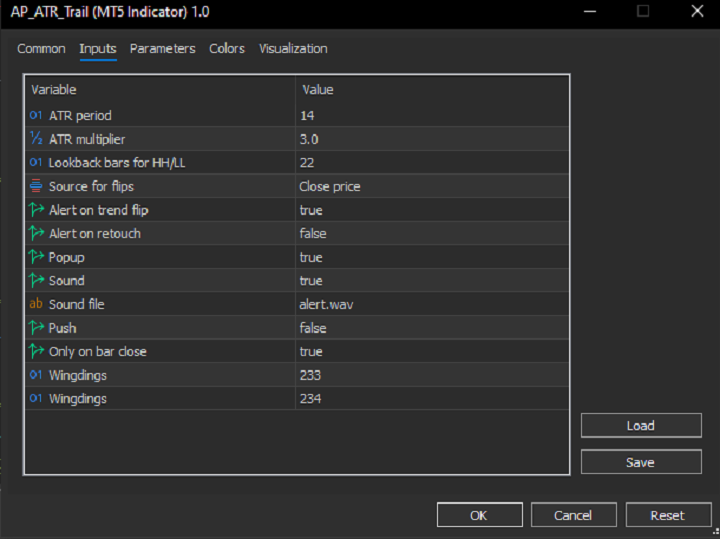 AP_ATR_Trail (MT5 Indicator) 1.0
Common Inputs Parameters Colors Visualization
Variable Value
01 ATR period 14
½ ATR multiplier 3.0
01 Lookback bars for HH/LL 22
Source for flips Close price
Alert on trend flip true
Alert on retouch false
Popup true
Sound true
ab Sound file alert.wav
Push false
Only on bar close true
01 Wingdings 233
01 Wingdings 234
Load
Save
OK Cancel Reset